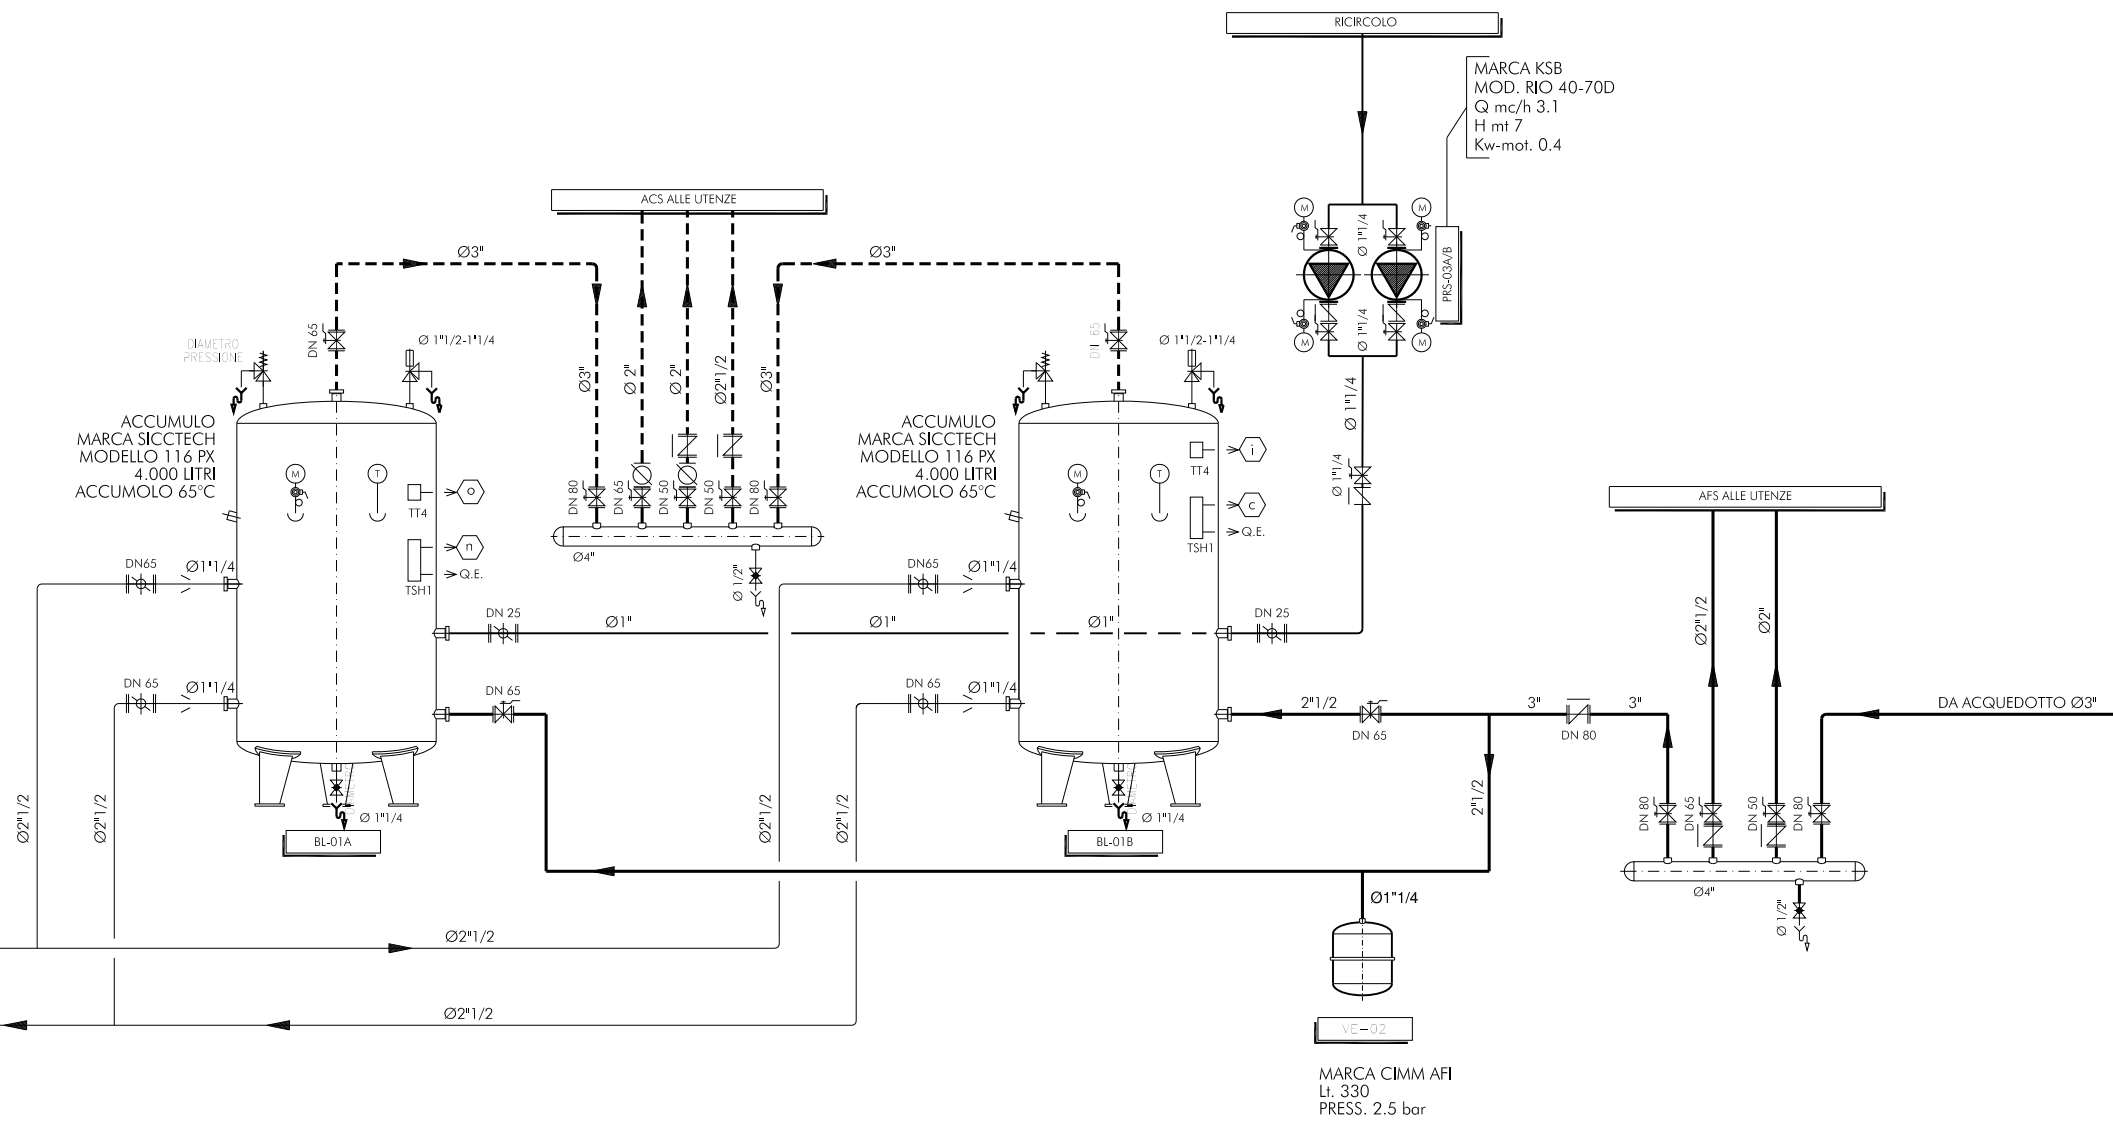 RICIRCOLO
MARCA KSB
MOD. RIO 40-70D
Q mc/h 3.1
H mt 7
Kw-mot. 0.4
ACS ALLE UTENZE
M
M
Ø 1"1/4
PRS-03A/B
Ø 1"1/4
M
M
Ø3"
Ø3"
DN 65
DIAMETRO
PRESSIONE
Ø 1"1/2-1"1/4
DN 65
Ø 1"1/2-1"1/4
Ø3"
Ø 2"
Ø 2"
Ø2"1/2
Ø3"
Ø 1"1/4
ACCUMULO
MARCA SICCTECH
MODELLO 116 PX
4.000 LITRI
ACCUMOLO 65°C
ACCUMULO
MARCA SICCTECH
MODELLO 116 PX
4.000 LITRI
ACCUMOLO 65°C
M
T
TT4
o
TSH1
n
Q.E.
DN 80
DN 65
DN 50
DN 50
DN 80
Ø4"
Ø 1/2"
M
T
TT4
i
TSH1
c
Q.E.
Ø 1"1/4
AFS ALLE UTENZE
DN65
Ø1"1/4
DN65
Ø1"1/4
DN 25
Ø1"
Ø1"
Ø1"
DN 25
Ø2"1/2
Ø2"
DN 65
Ø1"1/4
DN 65
DN 65
Ø1"1/4
2"1/2
DN 65
3"
DN 80
3"
DA ACQUEDOTTO Ø3"
Ø2"1/2
Ø2"1/2
Ø 1"1/4
BL-01A
Ø2"1/2
Ø2"1/2
Ø 1"1/4
BL-01B
2"1/2
DN 80
DN 65
DN 50
DN 80
Ø4"
Ø 1/2"
Ø1"1/4
Ø2"1/2
Ø2"1/2
VE-02
MARCA CIMM AFI
Lt. 330
PRESS. 2.5 bar